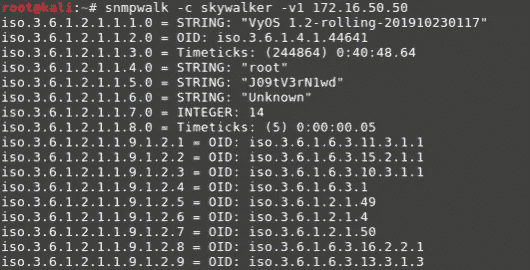 root@kali:~# snmpwalk -c skywalker -v1 172.16.50.50
iso.3.6.1.2.1.1.1.0 = STRING: "VyOS 1.2-rolling-201910230117"
iso.3.6.1.2.1.1.2.0 = OID: iso.3.6.1.4.1.44641
iso.3.6.1.2.1.1.3.0 = Timeticks: (244864) 0:40:48.64
iso.3.6.1.2.1.1.4.0 = STRING: "root"
iso.3.6.1.2.1.1.5.0 = STRING: "J09tV3rN1wd"
iso.3.6.1.2.1.1.6.0 = STRING: "Unknown"
iso.3.6.1.2.1.1.7.0 = INTEGER: 14
iso.3.6.1.2.1.1.8.0 = Timeticks: (5) 0:00:00.05
iso.3.6.1.2.1.1.9.1.2.1 = OID: iso.3.6.1.6.3.11.3.1.1
iso.3.6.1.2.1.1.9.1.2.2 = OID: iso.3.6.1.6.3.15.2.1.1
iso.3.6.1.2.1.1.9.1.2.3 = OID: iso.3.6.1.6.3.10.3.1.1
iso.3.6.1.2.1.1.9.1.2.4 = OID: iso.3.6.1.6.3.1
iso.3.6.1.2.1.1.9.1.2.5 = OID: iso.3.6.1.2.1.49
iso.3.6.1.2.1.1.9.1.2.6 = OID: iso.3.6.1.2.1.4
iso.3.6.1.2.1.1.9.1.2.7 = OID: iso.3.6.1.2.1.50
iso.3.6.1.2.1.1.9.1.2.8 = OID: iso.3.6.1.6.3.16.2.2.1
iso.3.6.1.2.1.1.9.1.2.9 = OID: iso.3.6.1.6.3.13.3.1.3